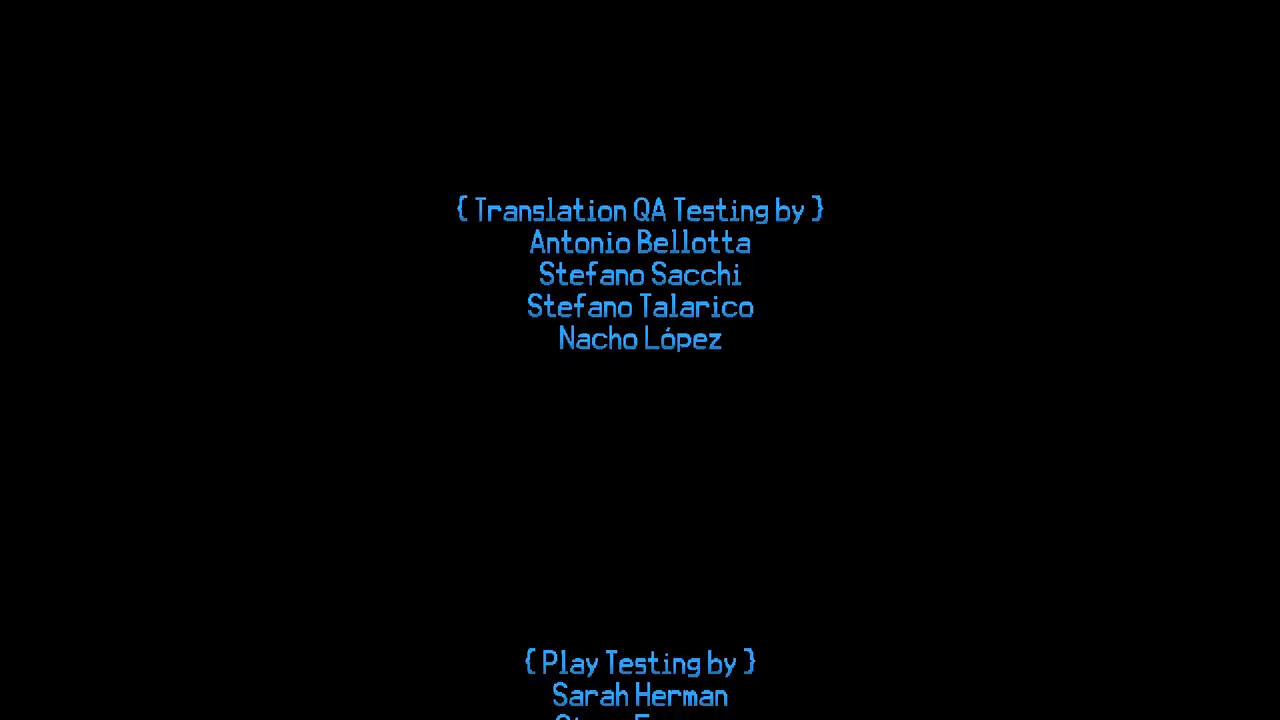 { Translation QA Testing by }
Antonio Bellotta
Stefano Sacchi
Stefano Talarico
Nacho López
{ Play Testing by }
Sarah Herman